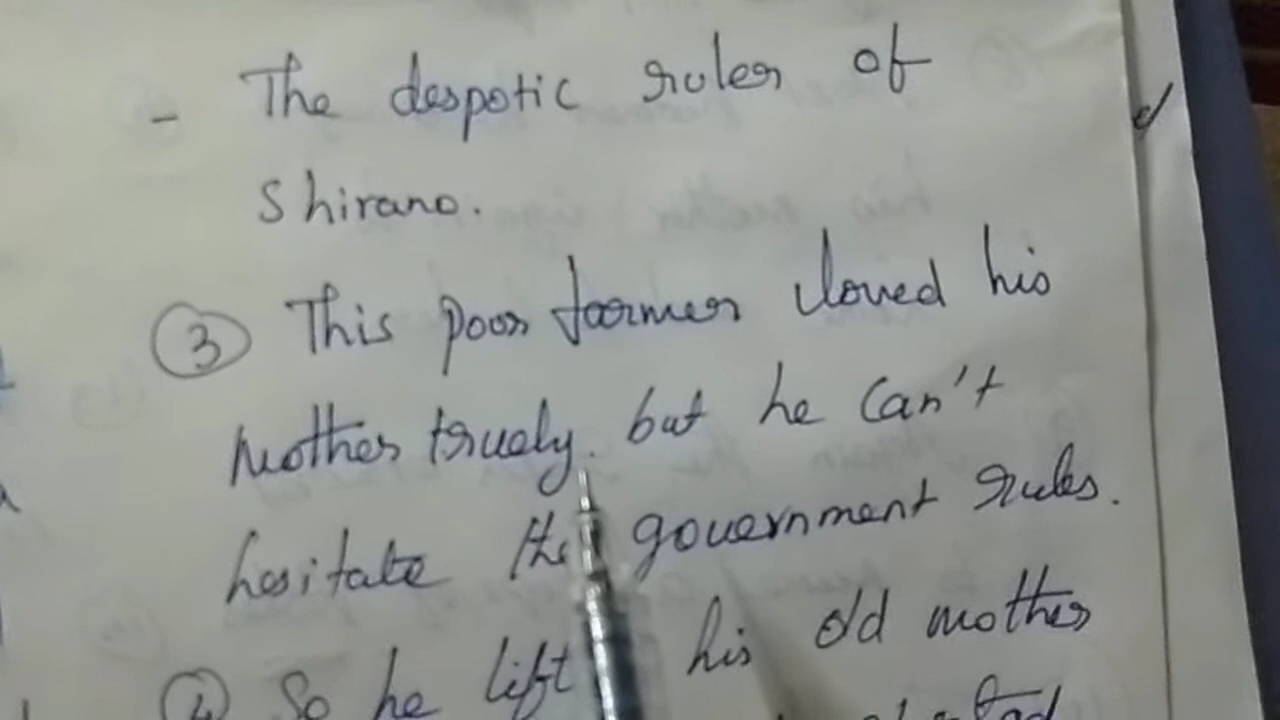 - The despotic ruler of
Shirano.
③ This poor farmer loved his
Mother truely. but he can't
hesitate the government rules.
④ So he lift his old mother